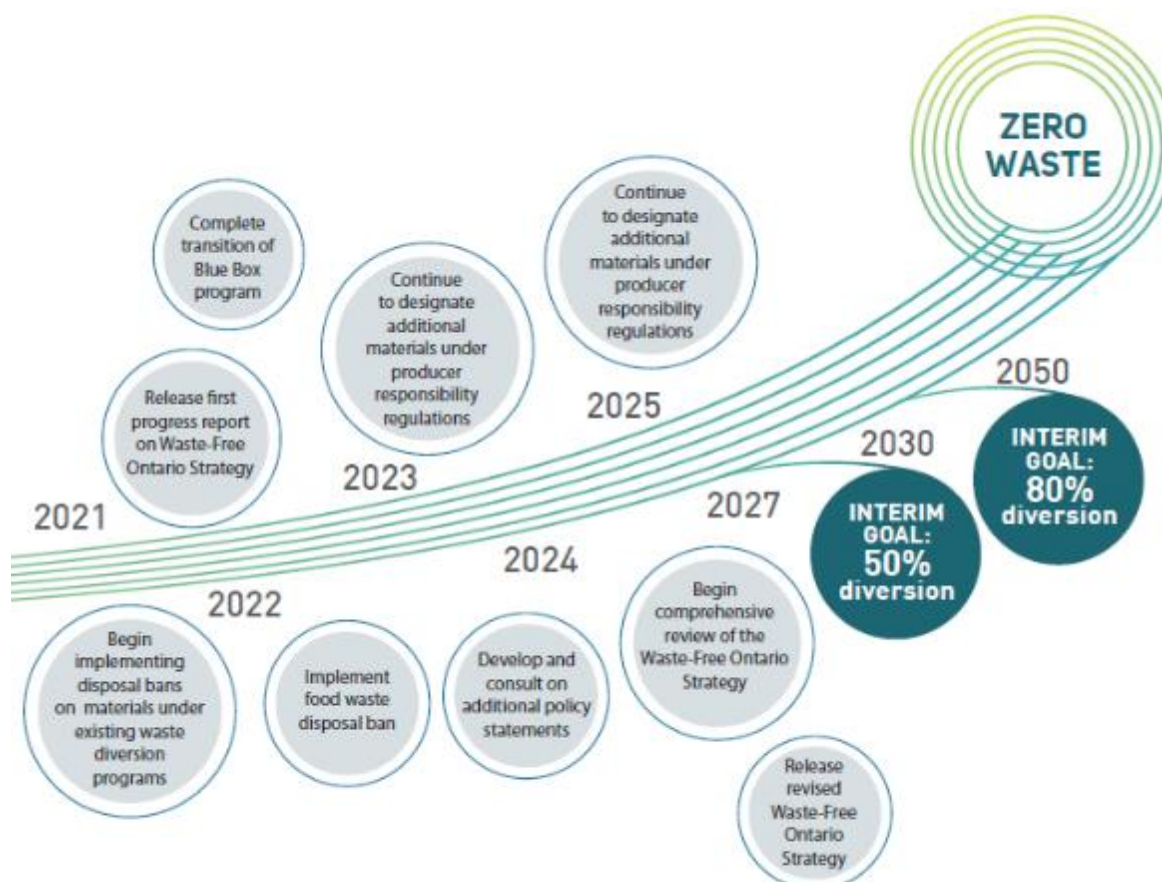 ZERO
WASTE
Complete
transition of
Blue Box
program
Continue
to designate
additional
materials under
producer
responsibility
regulations
Continue
to designate
additional
materials under
producer
responsibility
regulations
Release first
progress report
on Waste-Free
Ontario Strategy
2021
2023
2025
2050
INTERIM
GOAL:
80%
diversion
2030
INTERIM
GOAL:
50%
diversion
2022
2024
2027
Begin
implementing
disposal bans
on materials under
existing waste
diversion
programs
Implement
food waste
disposal ban
Develop and
consult on
additional policy
statements
Begin
comprehensive
review of the
Waste-Free Ontario
Strategy
Release
revised
Waste-Free
Ontario
Strategy